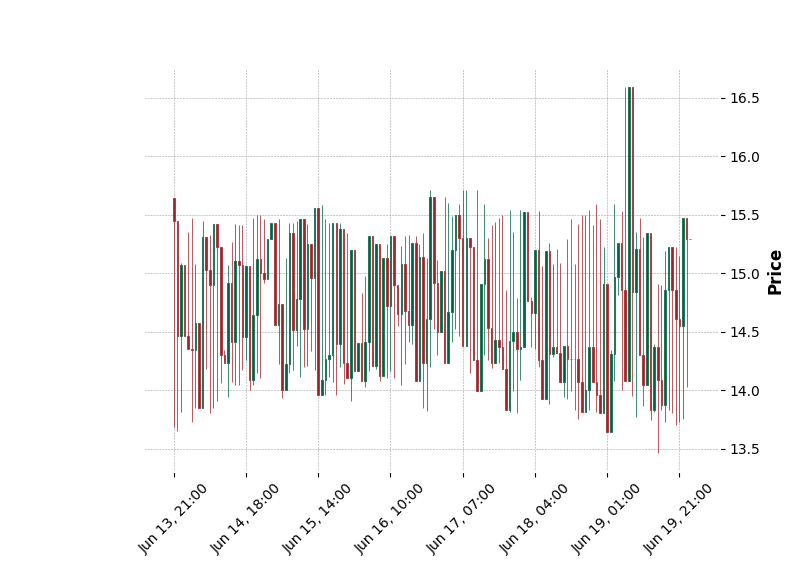 16.5
16.0
15.5
15.0
14.5
14.0
13.5
Price
Jun 13, 21:00
Jun 14, 18:00
Jun 15, 14:00
Jun 16, 10:00
Jun 17, 07:00
Jun 18, 04:00
Jun 19, 01:00
Jun 19, 21:00